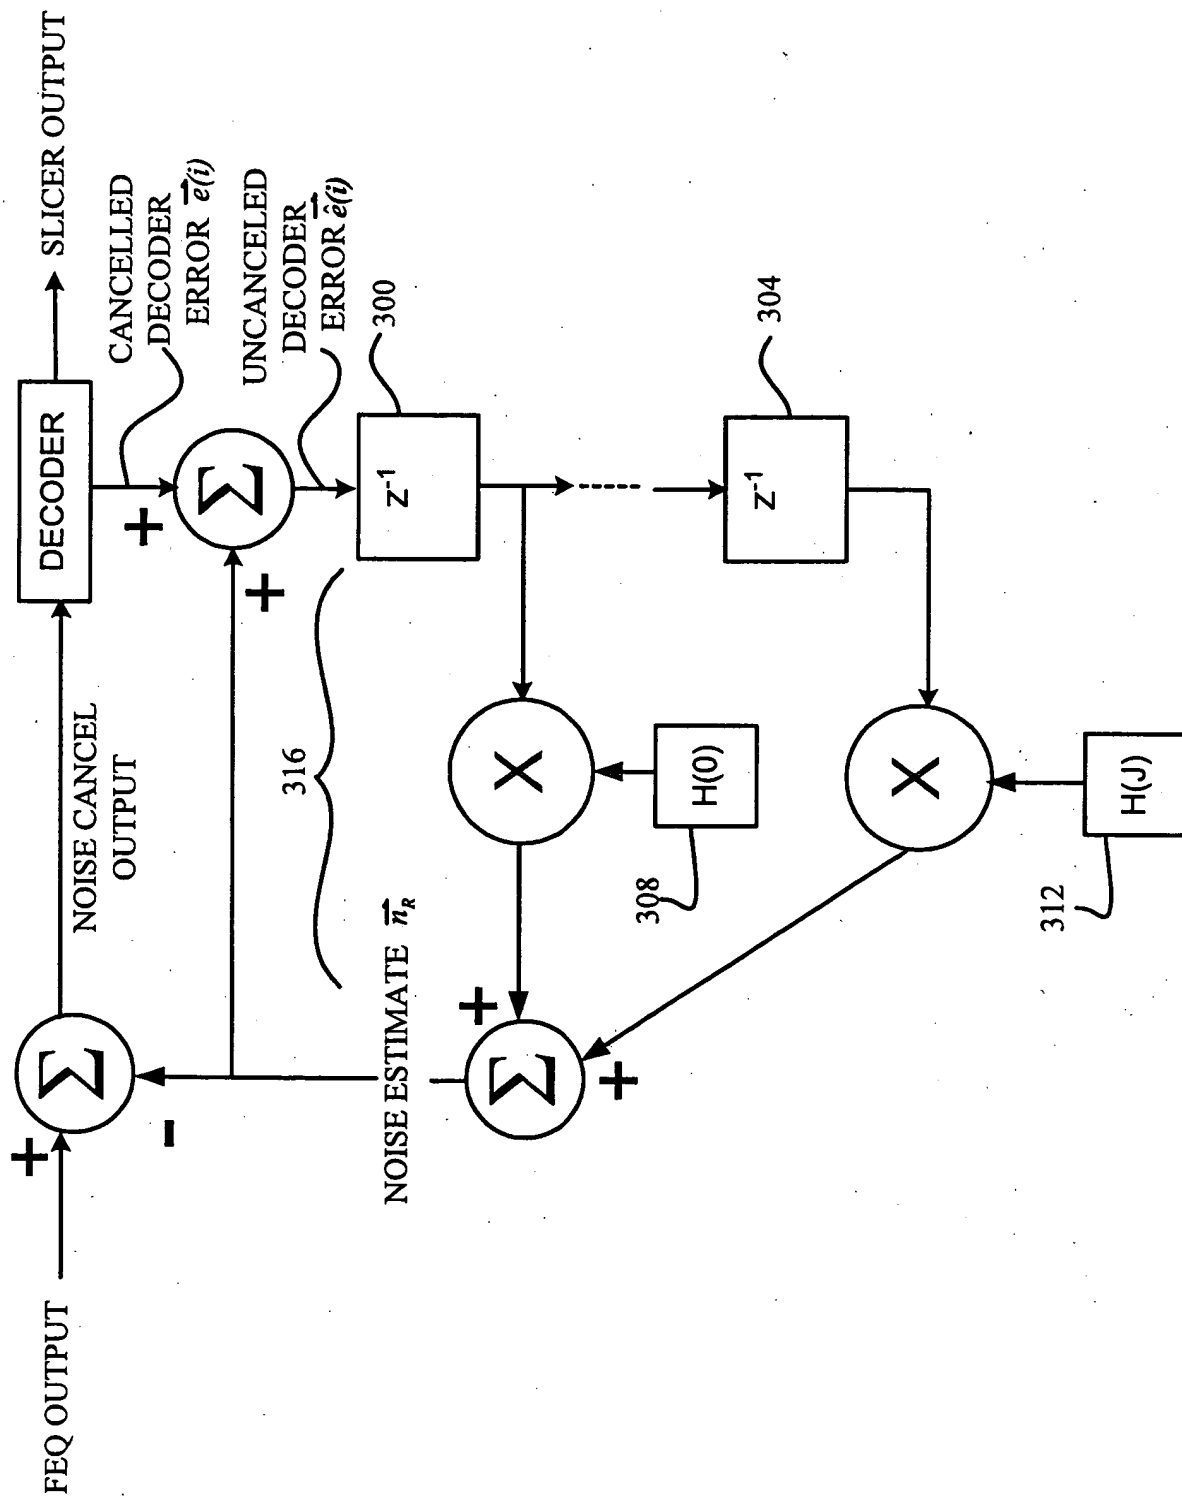 FEQ OUTPUT
+
-
Σ
NOISE CANCEL
OUTPUT
DECODER
SLICER OUTPUT
CANCELLED
DECODER
ERROR e⃗(i)
+
Σ
+
UNCANCELED
DECODER
ERROR ê⃗(i)
300
z⁻¹
316
NOISE ESTIMATE n⃗_R
+
Σ
+
X
H(0)
308
304
z⁻¹
X
H(J)
312